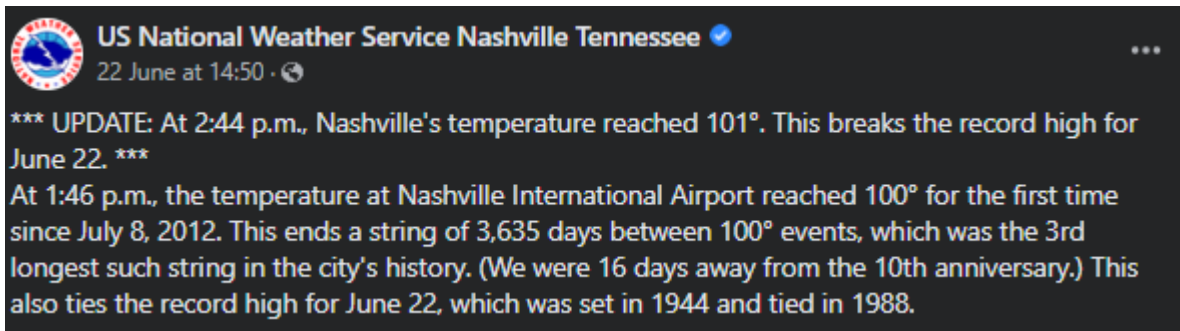 US National Weather Service Nashville Tennessee
22 June at 14:50 ·
*** UPDATE: At 2:44 p.m., Nashville's temperature reached 101°. This breaks the record high for
June 22. ***
At 1:46 p.m., the temperature at Nashville International Airport reached 100° for the first time
since July 8, 2012. This ends a string of 3,635 days between 100° events, which was the 3rd
longest such string in the city's history. (We were 16 days away from the 10th anniversary.) This
also ties the record high for June 22, which was set in 1944 and tied in 1988.